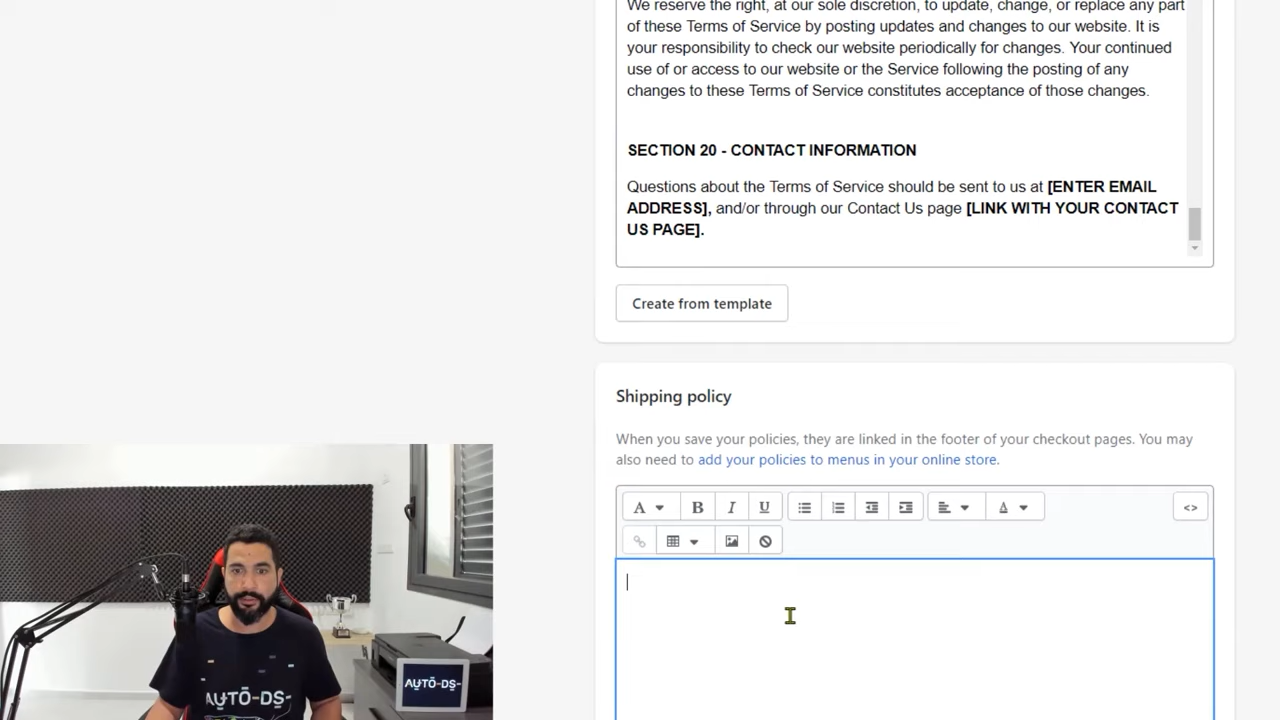 We reserve the right, at our sole discretion, to update, change, or replace any part
of these Terms of Service by posting updates and changes to our website. It is
your responsibility to check our website periodically for changes. Your continued
use of or access to our website or the Service following the posting of any
changes to these Terms of Service constitutes acceptance of those changes.
SECTION 20 - CONTACT INFORMATION
Questions about the Terms of Service should be sent to us at [ENTER EMAIL
ADDRESS], and/or through our Contact Us page [LINK WITH YOUR CONTACT
US PAGE].
Create from template
Shipping policy
When you save your policies, they are linked in the footer of your checkout pages. You may
also need to add your policies to menus in your online store.
A B I U A <>
AUTO-DS-
AUTO-DS-